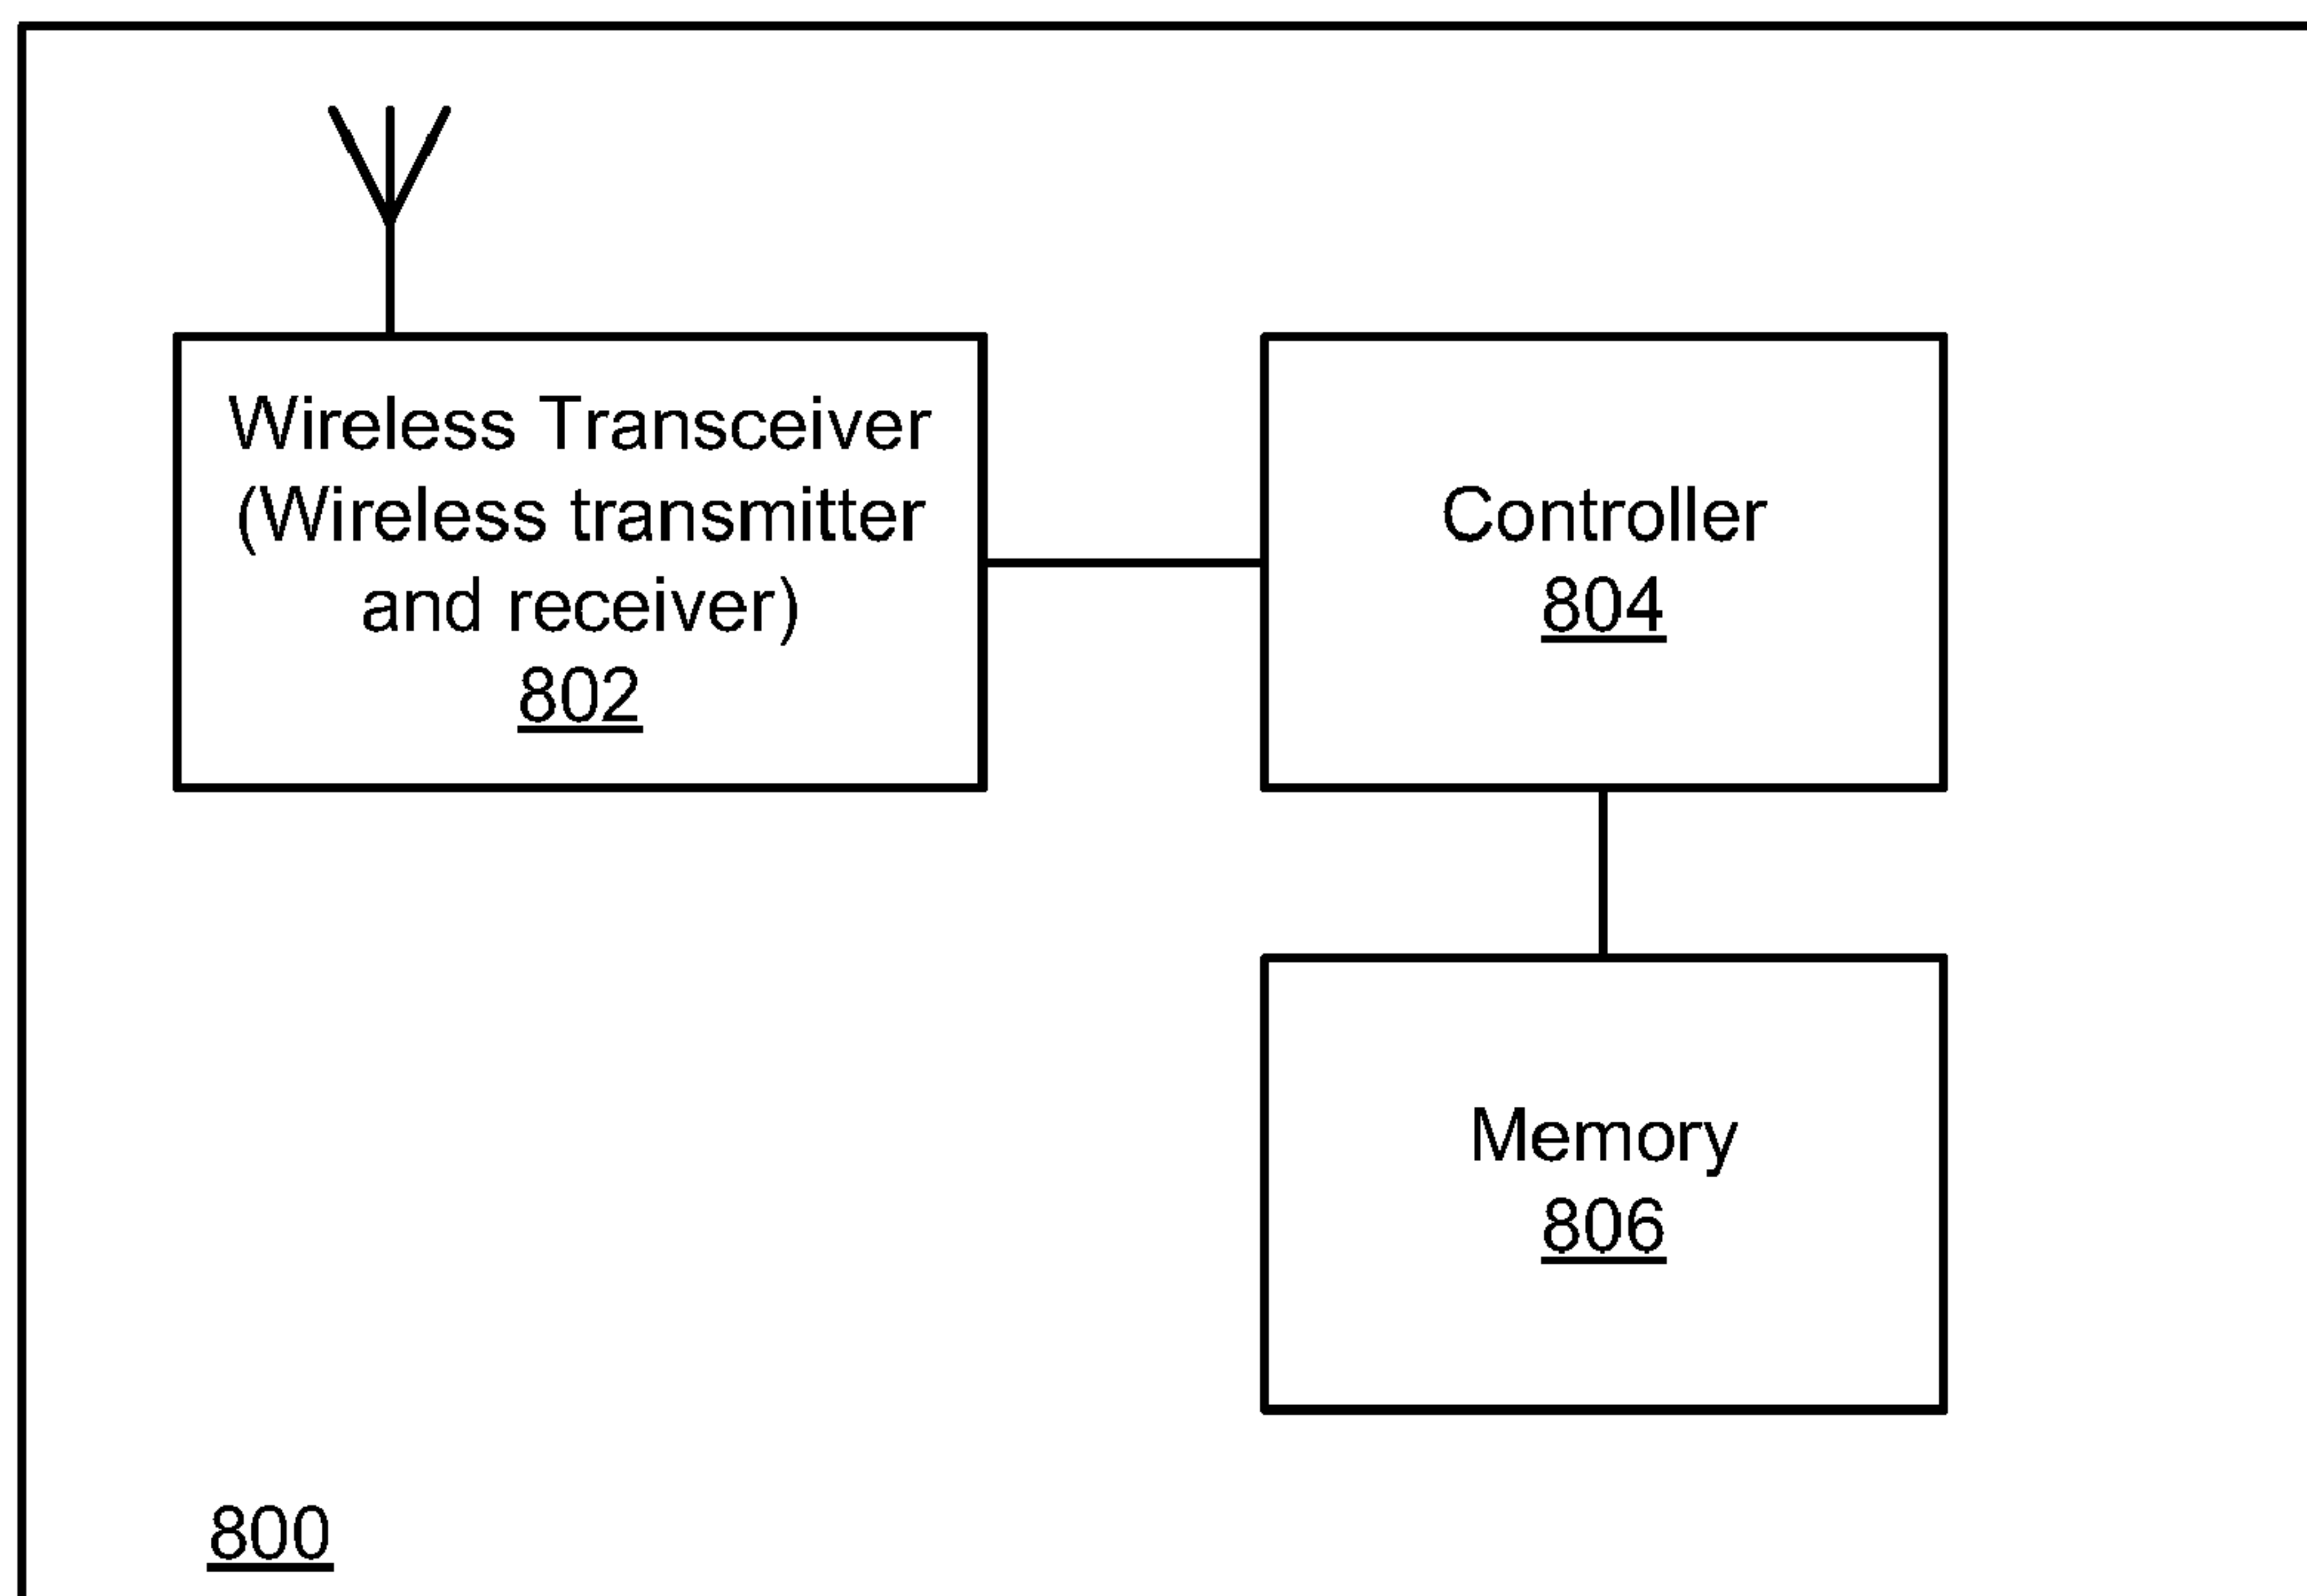 Wireless Transceiver
(Wireless transmitter
and receiver)
802
Controller
804
Memory
806
800